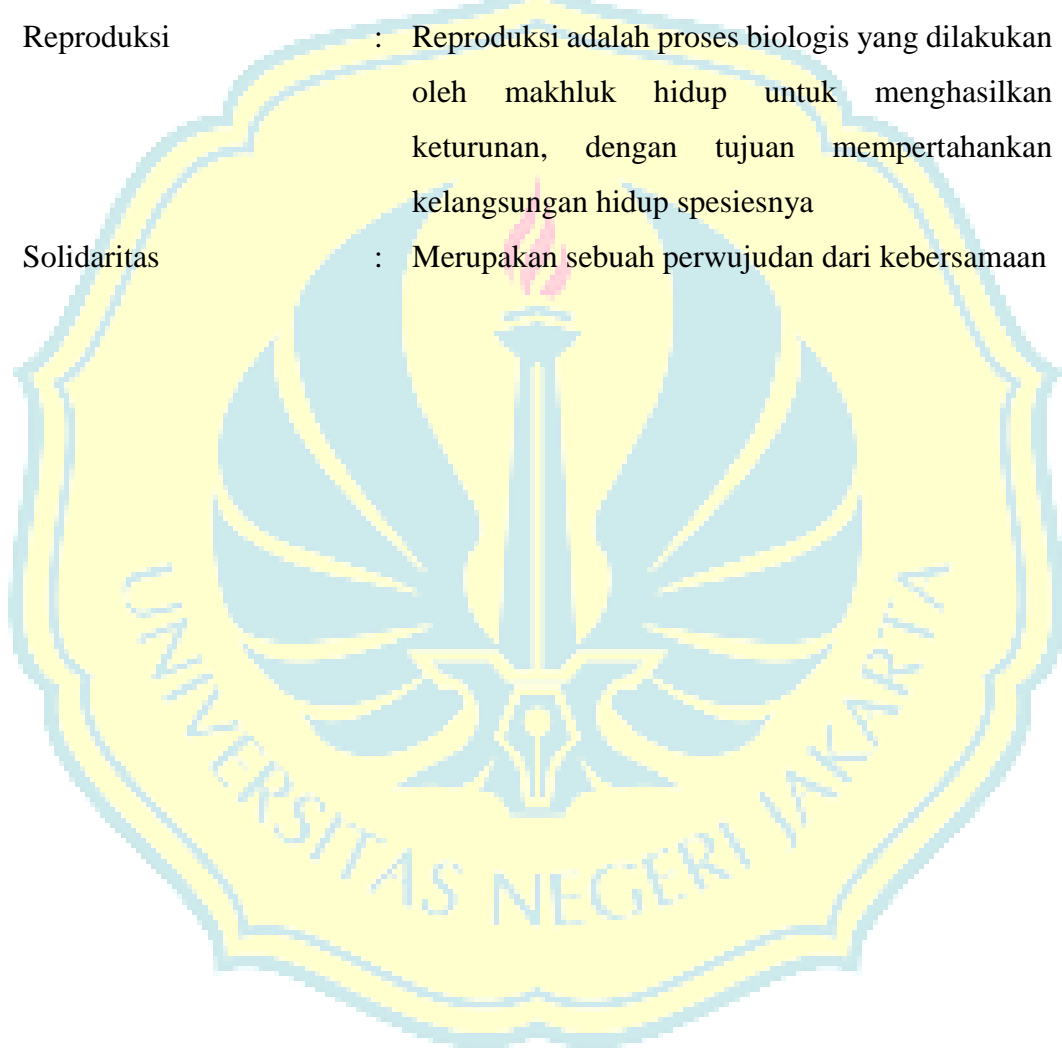 Reproduksi : Reproduksi adalah proses biologis yang dilakukan
oleh makhluk hidup untuk menghasilkan
keturunan, dengan tujuan mempertahankan
kelangsungan hidup spesiesnya
Solidaritas : Merupakan sebuah perwujudan dari kebersamaan
UNIVERSITAS NEGERI JAKARTA